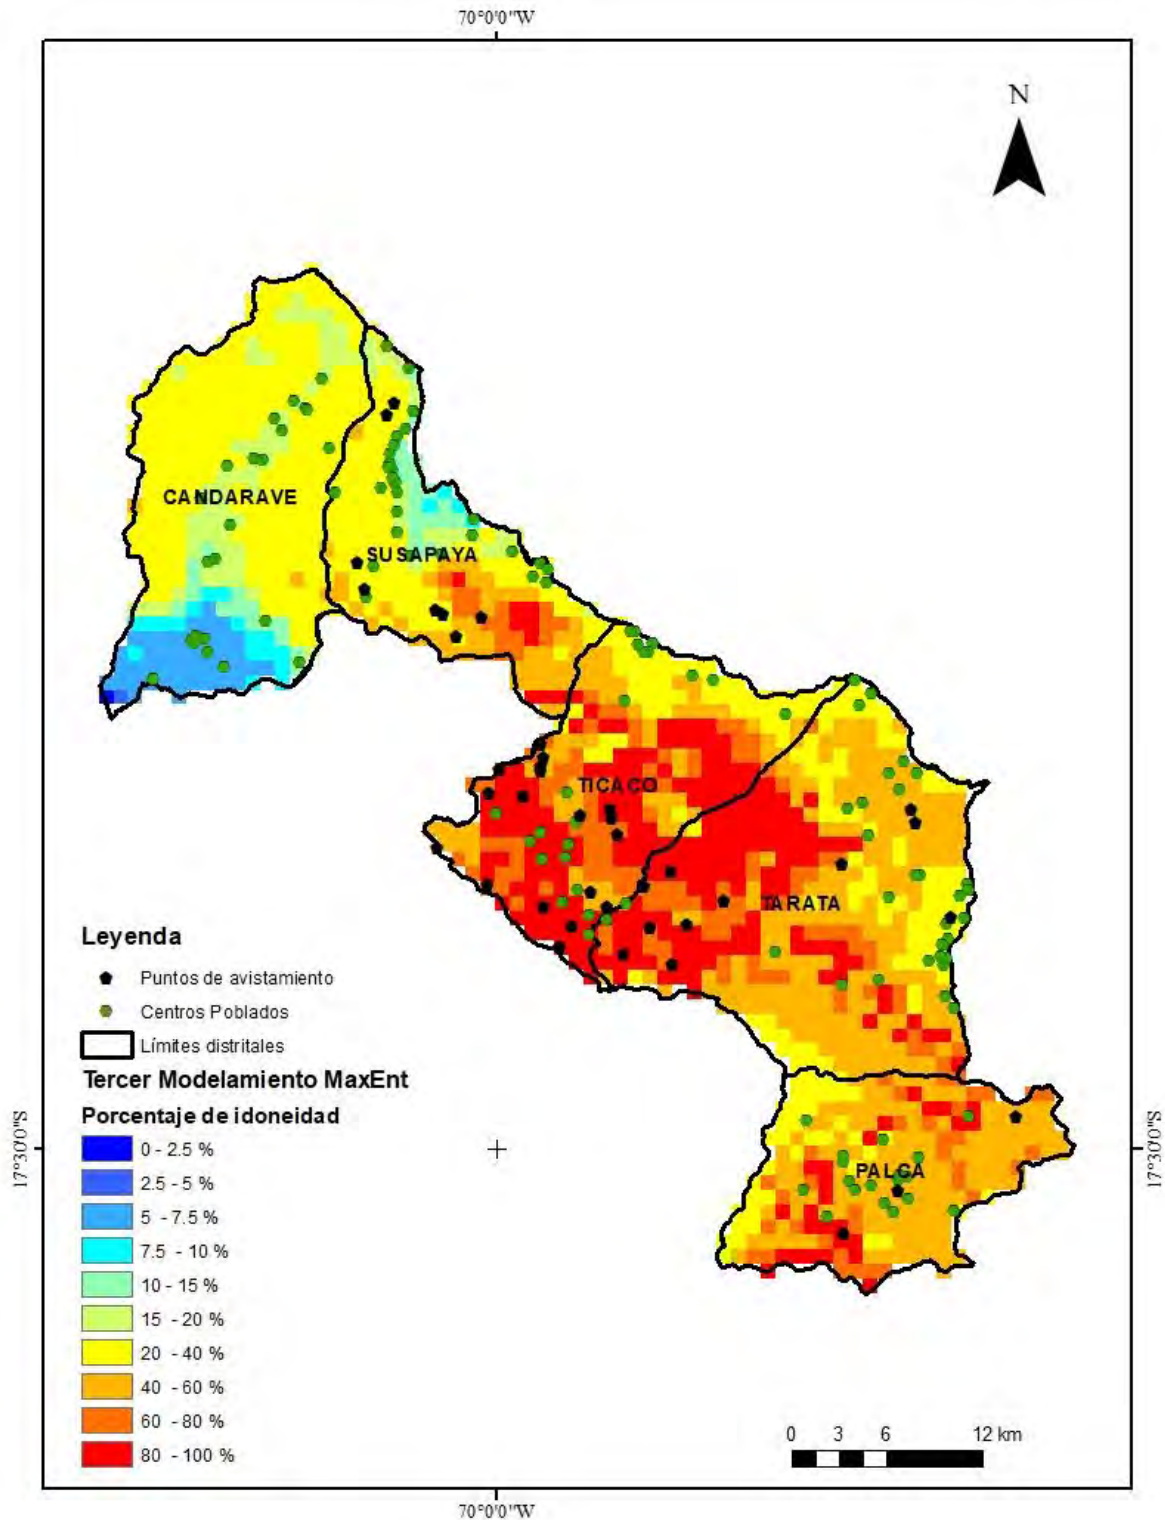 70°0'0"W
N
CANDARAVE
SUSAPAYA
TICACO
TARATA
Leyenda
Puntos de avistamiento
Centros Poblados
Límites distritales
Tercer Modelamiento MaxEnt
Porcentaje de idoneidad
17°30'0"S
17°30'0"S
0 - 2.5 %
2.5 - 5 %
PALCA
5 - 7.5 %
7.5 - 10 %
10 - 15 %
15 - 20 %
20 - 40 %
40 - 60 %
60 - 80 %
80 - 100 %
0 3 6 12 km
70°0'0"W